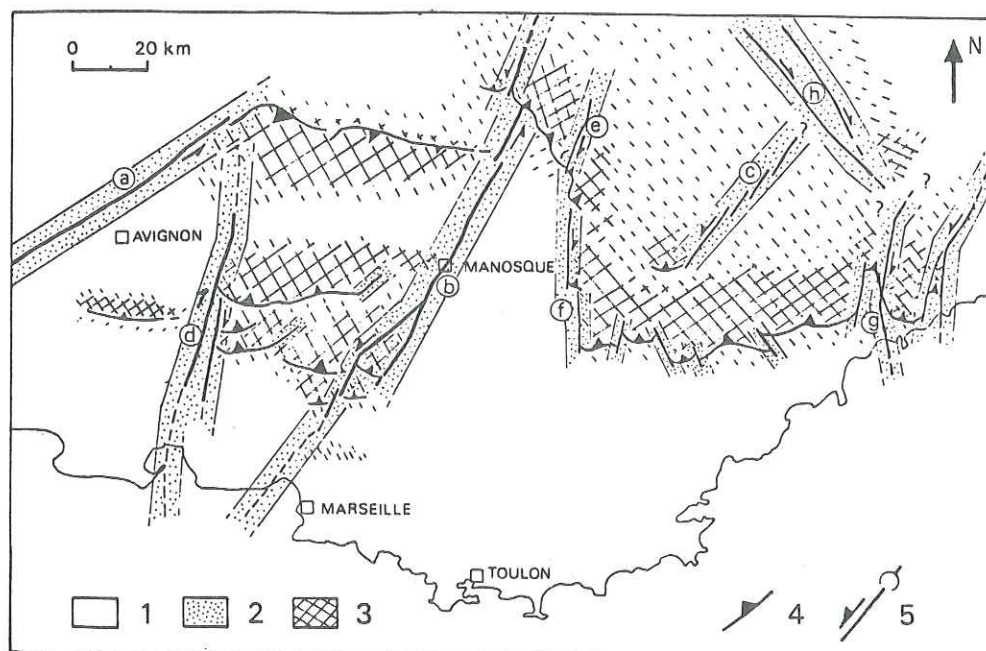 0 20 km
N
h
e
a
c
AVIGNON
MANOSQUE
b
d
f
g
?
?
?
MARSEILLE
TOULON
1 2 3 4 5